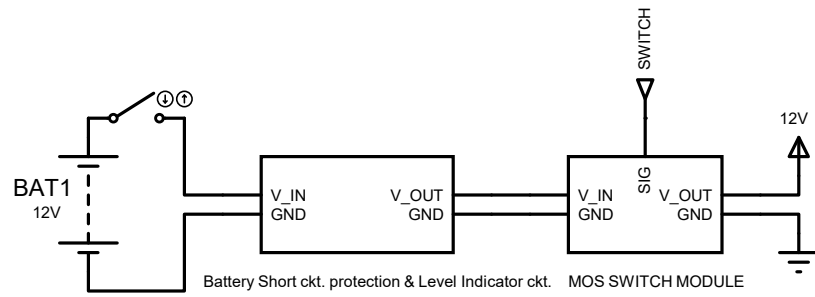 SWITCH
12V
BAT1
12V
V_IN
GND
V_OUT
GND
V_IN
GND
SIG
V_OUT
GND
Battery Short ckt. protection & Level Indicator ckt.
MOS SWITCH MODULE